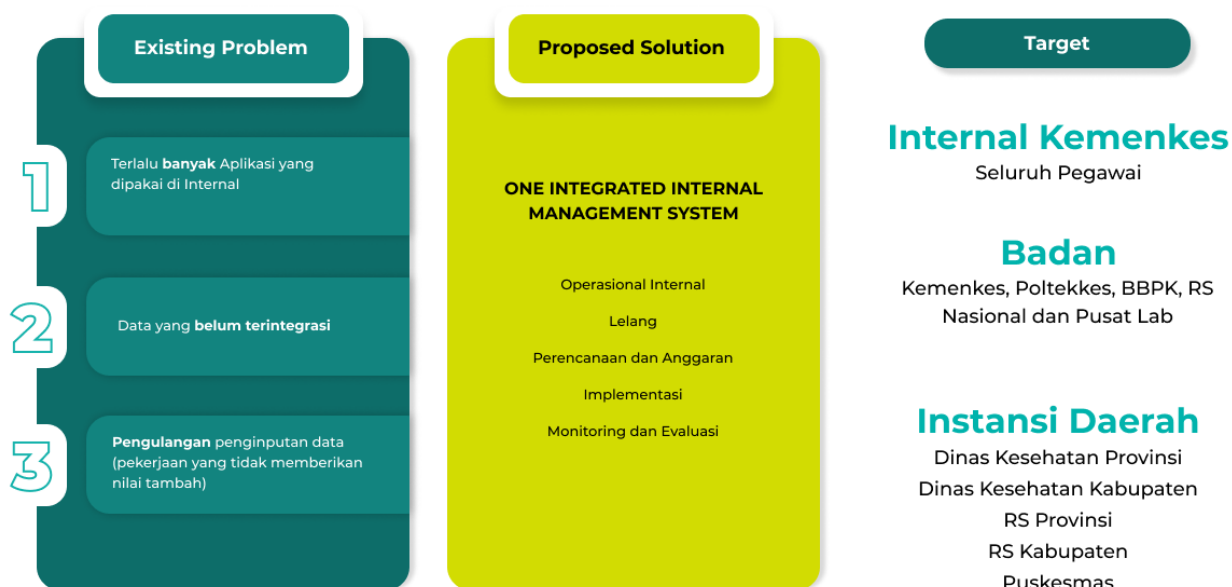 Existing Problem
1
Terlalu banyak Aplikasi yang
dipakai di Internal
2
Data yang belum terintegrasi
3
Pengulangan penginputan data
(pekerjaan yang tidak memberikan
nilai tambah)
Proposed Solution
ONE INTEGRATED INTERNAL
MANAGEMENT SYSTEM
Operasional Internal
Lelang
Perencanaan dan Anggaran
Implementasi
Monitoring dan Evaluasi
Target
Internal Kemenkes
Seluruh Pegawai
Badan
Kemenkes, Poltekkes, BBPK, RS
Nasional dan Pusat Lab
Instansi Daerah
Dinas Kesehatan Provinsi
Dinas Kesehatan Kabupaten
RS Provinsi
RS Kabupaten
Puskesmas